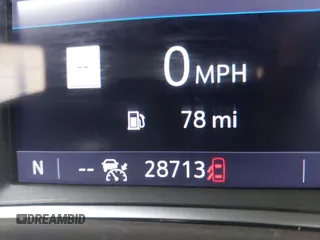 --
0 MPH
78 mi
N -- 28713
DREAMBID